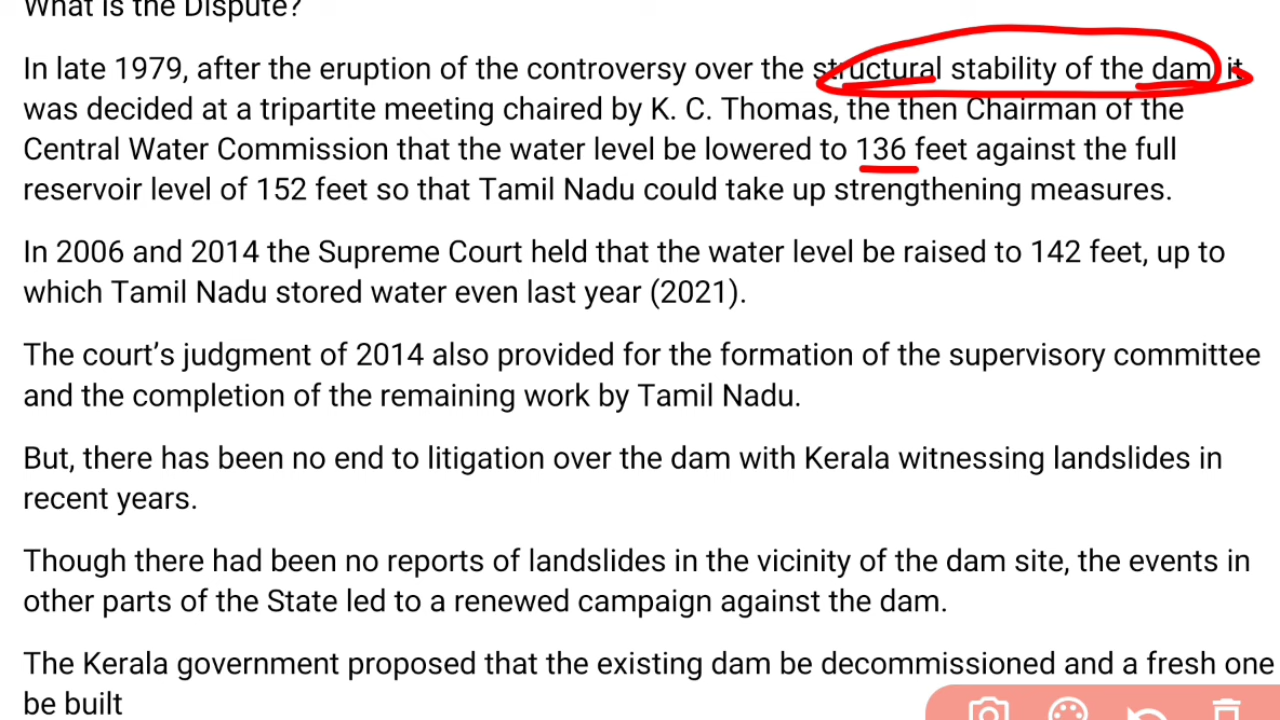 What is the Dispute?
In late 1979, after the eruption of the controversy over the structural stability of the dam it
was decided at a tripartite meeting chaired by K. C. Thomas, the then Chairman of the
Central Water Commission that the water level be lowered to 136 feet against the full
reservoir level of 152 feet so that Tamil Nadu could take up strengthening measures.
In 2006 and 2014 the Supreme Court held that the water level be raised to 142 feet, up to
which Tamil Nadu stored water even last year (2021).
The court’s judgment of 2014 also provided for the formation of the supervisory committee
and the completion of the remaining work by Tamil Nadu.
But, there has been no end to litigation over the dam with Kerala witnessing landslides in
recent years.
Though there had been no reports of landslides in the vicinity of the dam site, the events in
other parts of the State led to a renewed campaign against the dam.
The Kerala government proposed that the existing dam be decommissioned and a fresh one
be built